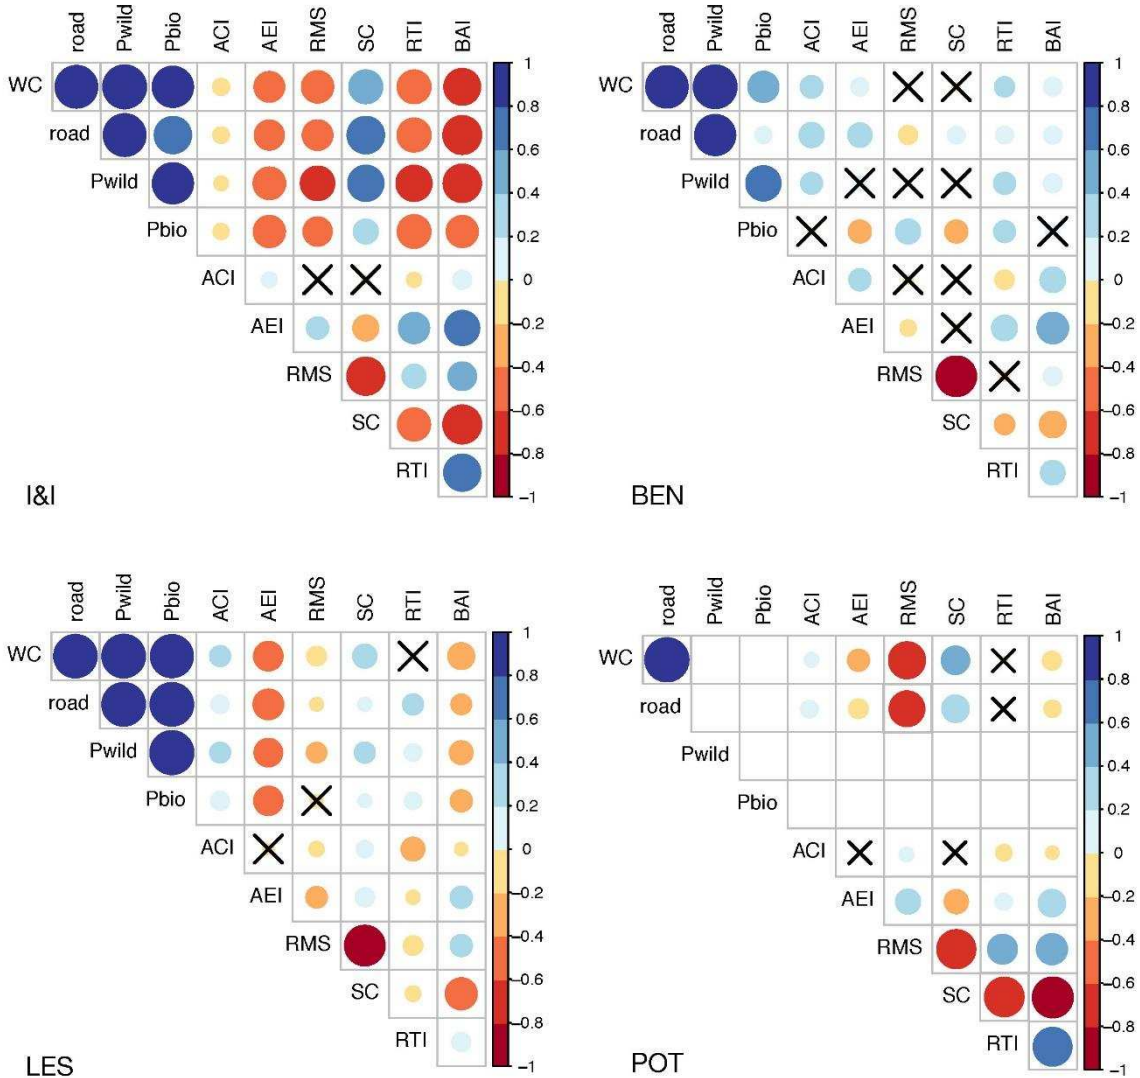 road Pwild Pbio ACI AEI RMS SC RTI BAI
WC
road
Pwild
Pbio
ACI
AEI
RMS
SC
RTI
1
0.8
0.6
0.4
0.2
0
−0.2
−0.4
−0.6
−0.8
−1
I&I
road Pwild Pbio ACI AEI RMS SC RTI BAI
WC
road
Pwild
Pbio
ACI
AEI
RMS
SC
RTI
1
0.8
0.6
0.4
0.2
0
−0.2
−0.4
−0.6
−0.8
−1
BEN
road Pwild Pbio ACI AEI RMS SC RTI BAI
WC
road
Pwild
Pbio
ACI
AEI
RMS
SC
RTI
1
0.8
0.6
0.4
0.2
0
−0.2
−0.4
−0.6
−0.8
−1
LES
road Pwild Pbio ACI AEI RMS SC RTI BAI
WC
road
Pwild
Pbio
ACI
AEI
RMS
SC
RTI
1
0.8
0.6
0.4
0.2
0
−0.2
−0.4
−0.6
−0.8
−1
POT